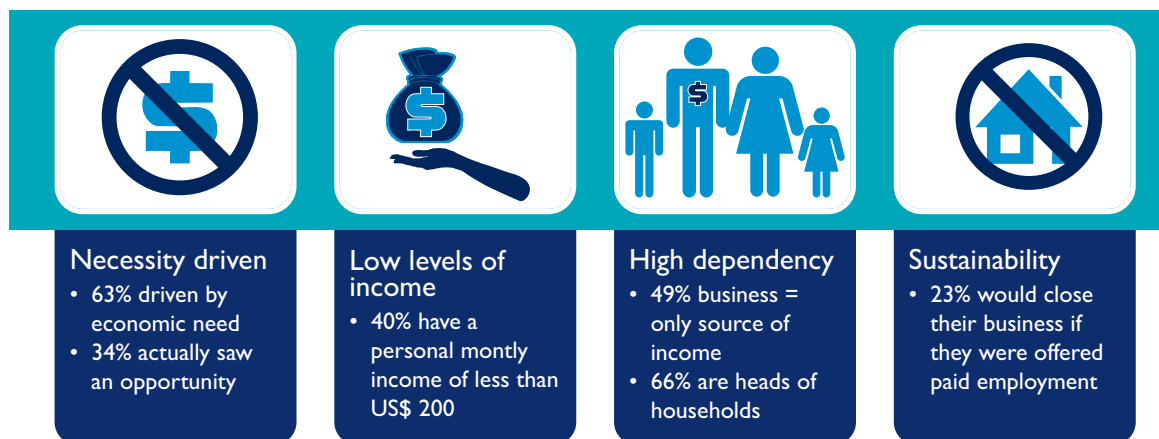 $
$
$
Necessity driven
• 63% driven by
economic need
• 34% actually saw
an opportunity
Low levels of
income
• 40% have a
personal montly
income of less than
US$ 200
High dependency
• 49% business =
only source of
income
• 66% are heads of
households
Sustainability
• 23% would close
their business if
they were offered
paid employment